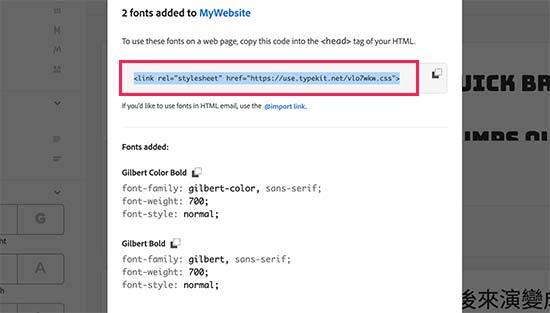 2 fonts added to MyWebsite
To use these fonts on a web page, copy this code into the <head> tag of your HTML.
<link rel="stylesheet" href="https://use.typekit.net/vlo7wkw.css">
If you'd like to use fonts in HTML email, use the @import link.
Fonts added:
Gilbert Color Bold
font-family: gilbert-color, sans-serif;
font-weight: 700;
font-style: normal;
Gilbert Bold
font-family: gilbert, sans-serif;
font-weight: 700;
font-style: normal;
UICK BR
G
A
後來演變成